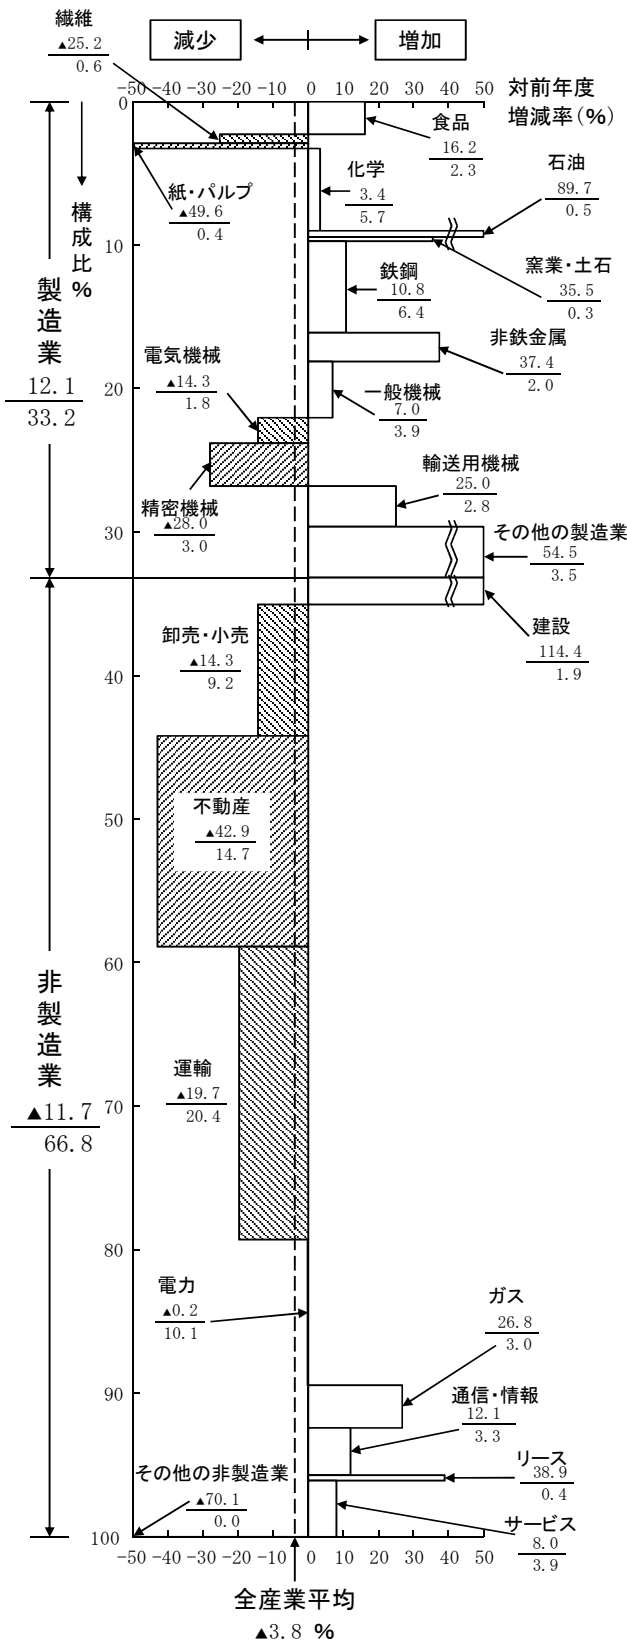 繊維
▲25.2
0.6
減少
増加
-50 -40 -30 -20 -10 0 10 20 30 40 50
対前年度
増減率(%)
0
食品
16.2
2.3
石油
89.7
0.5
化学
3.4
5.7
紙・パルプ
▲49.6
0.4
構成比%
10
窯業・土石
35.5
0.3
鉄鋼
10.8
6.4
製造業
12.1
33.2
非鉄金属
37.4
2.0
電気機械
▲14.3
1.8
20
一般機械
7.0
3.9
輸送用機械
25.0
2.8
精密機械
▲28.0
3.0
30
その他の製造業
54.5
3.5
建設
114.4
1.9
卸売・小売
▲14.3
9.2
40
50
不動産
▲42.9
14.7
60
非製造業
▲11.7
66.8
運輸
▲19.7
20.4
70
80
電力
▲0.2
10.1
ガス
26.8
3.0
90
通信・情報
12.1
3.3
リース
38.9
0.4
その他の非製造業
▲70.1
0.0
サービス
8.0
3.9
100
-50 -40 -30 -20 -10 0 10 20 30 40 50
全産業平均
▲3.8 %